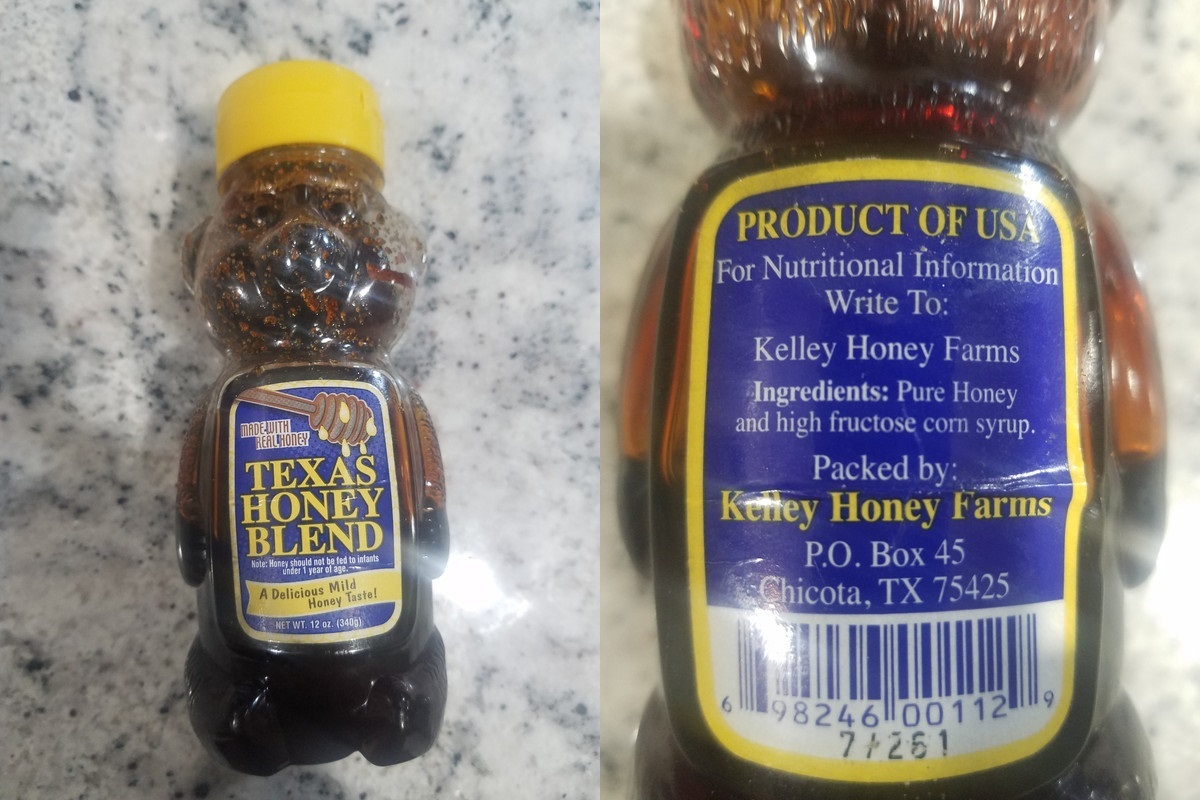 MADE WITH
REAL HONEY
TEXAS
HONEY
BLEND
Note: Honey should not be fed to infants
under 1 year of age.
A Delicious Mild
Honey Taste!
NET WT. 12 oz. (340g)
PRODUCT OF USA
For Nutritional Information
Write To:
Kelley Honey Farms
Ingredients: Pure Honey
and high fructose corn syrup.
Packed by:
Kelley Honey Farms
P.O. Box 45
Chicota, TX 75425
6 98246 00112 9